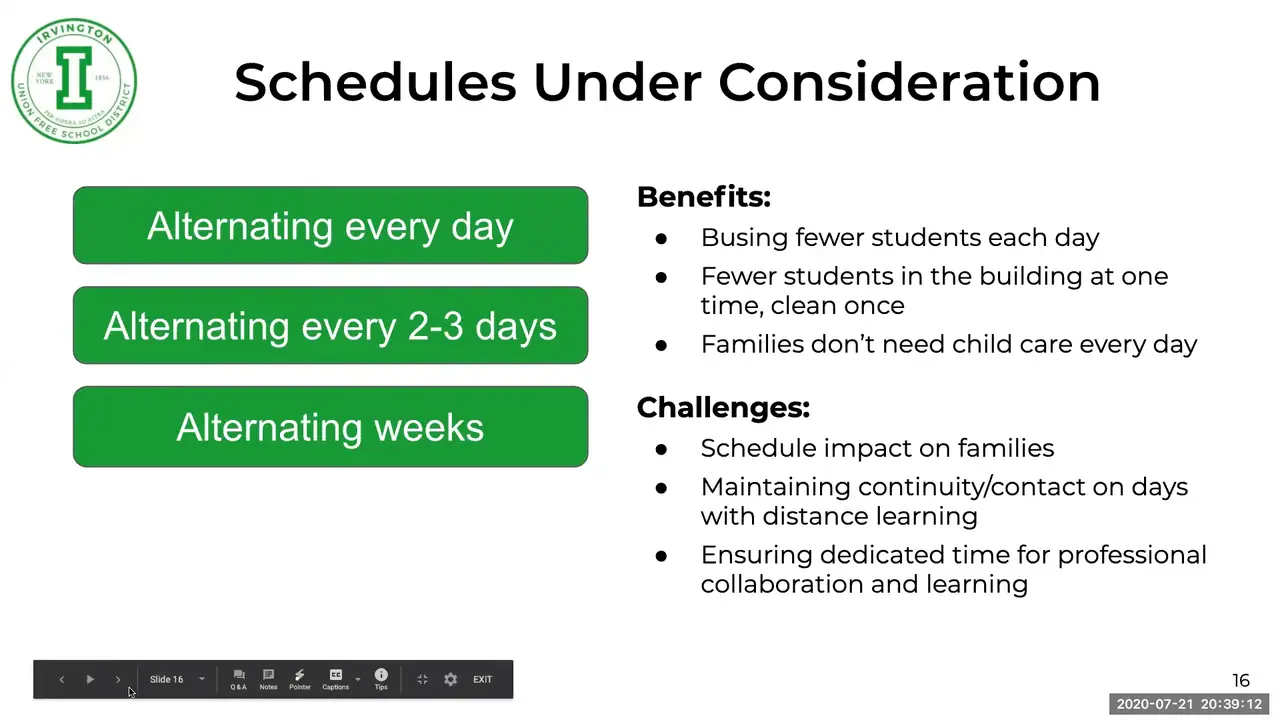 IRVINGTON
NEW YORK
1856
PER ASPERA AD ASTRA
UNION FREE SCHOOL DISTRICT
Schedules Under Consideration
Alternating every day
Alternating every 2-3 days
Alternating weeks
Benefits:
● Busing fewer students each day
● Fewer students in the building at one
time, clean once
● Families don’t need child care every day
Challenges:
● Schedule impact on families
● Maintaining continuity/contact on days
with distance learning
● Ensuring dedicated time for professional
collaboration and learning
Slide 16
Q&A
Notes
Pointer
Captions
Tips
EXIT
16
2020-07-21 20:39:12